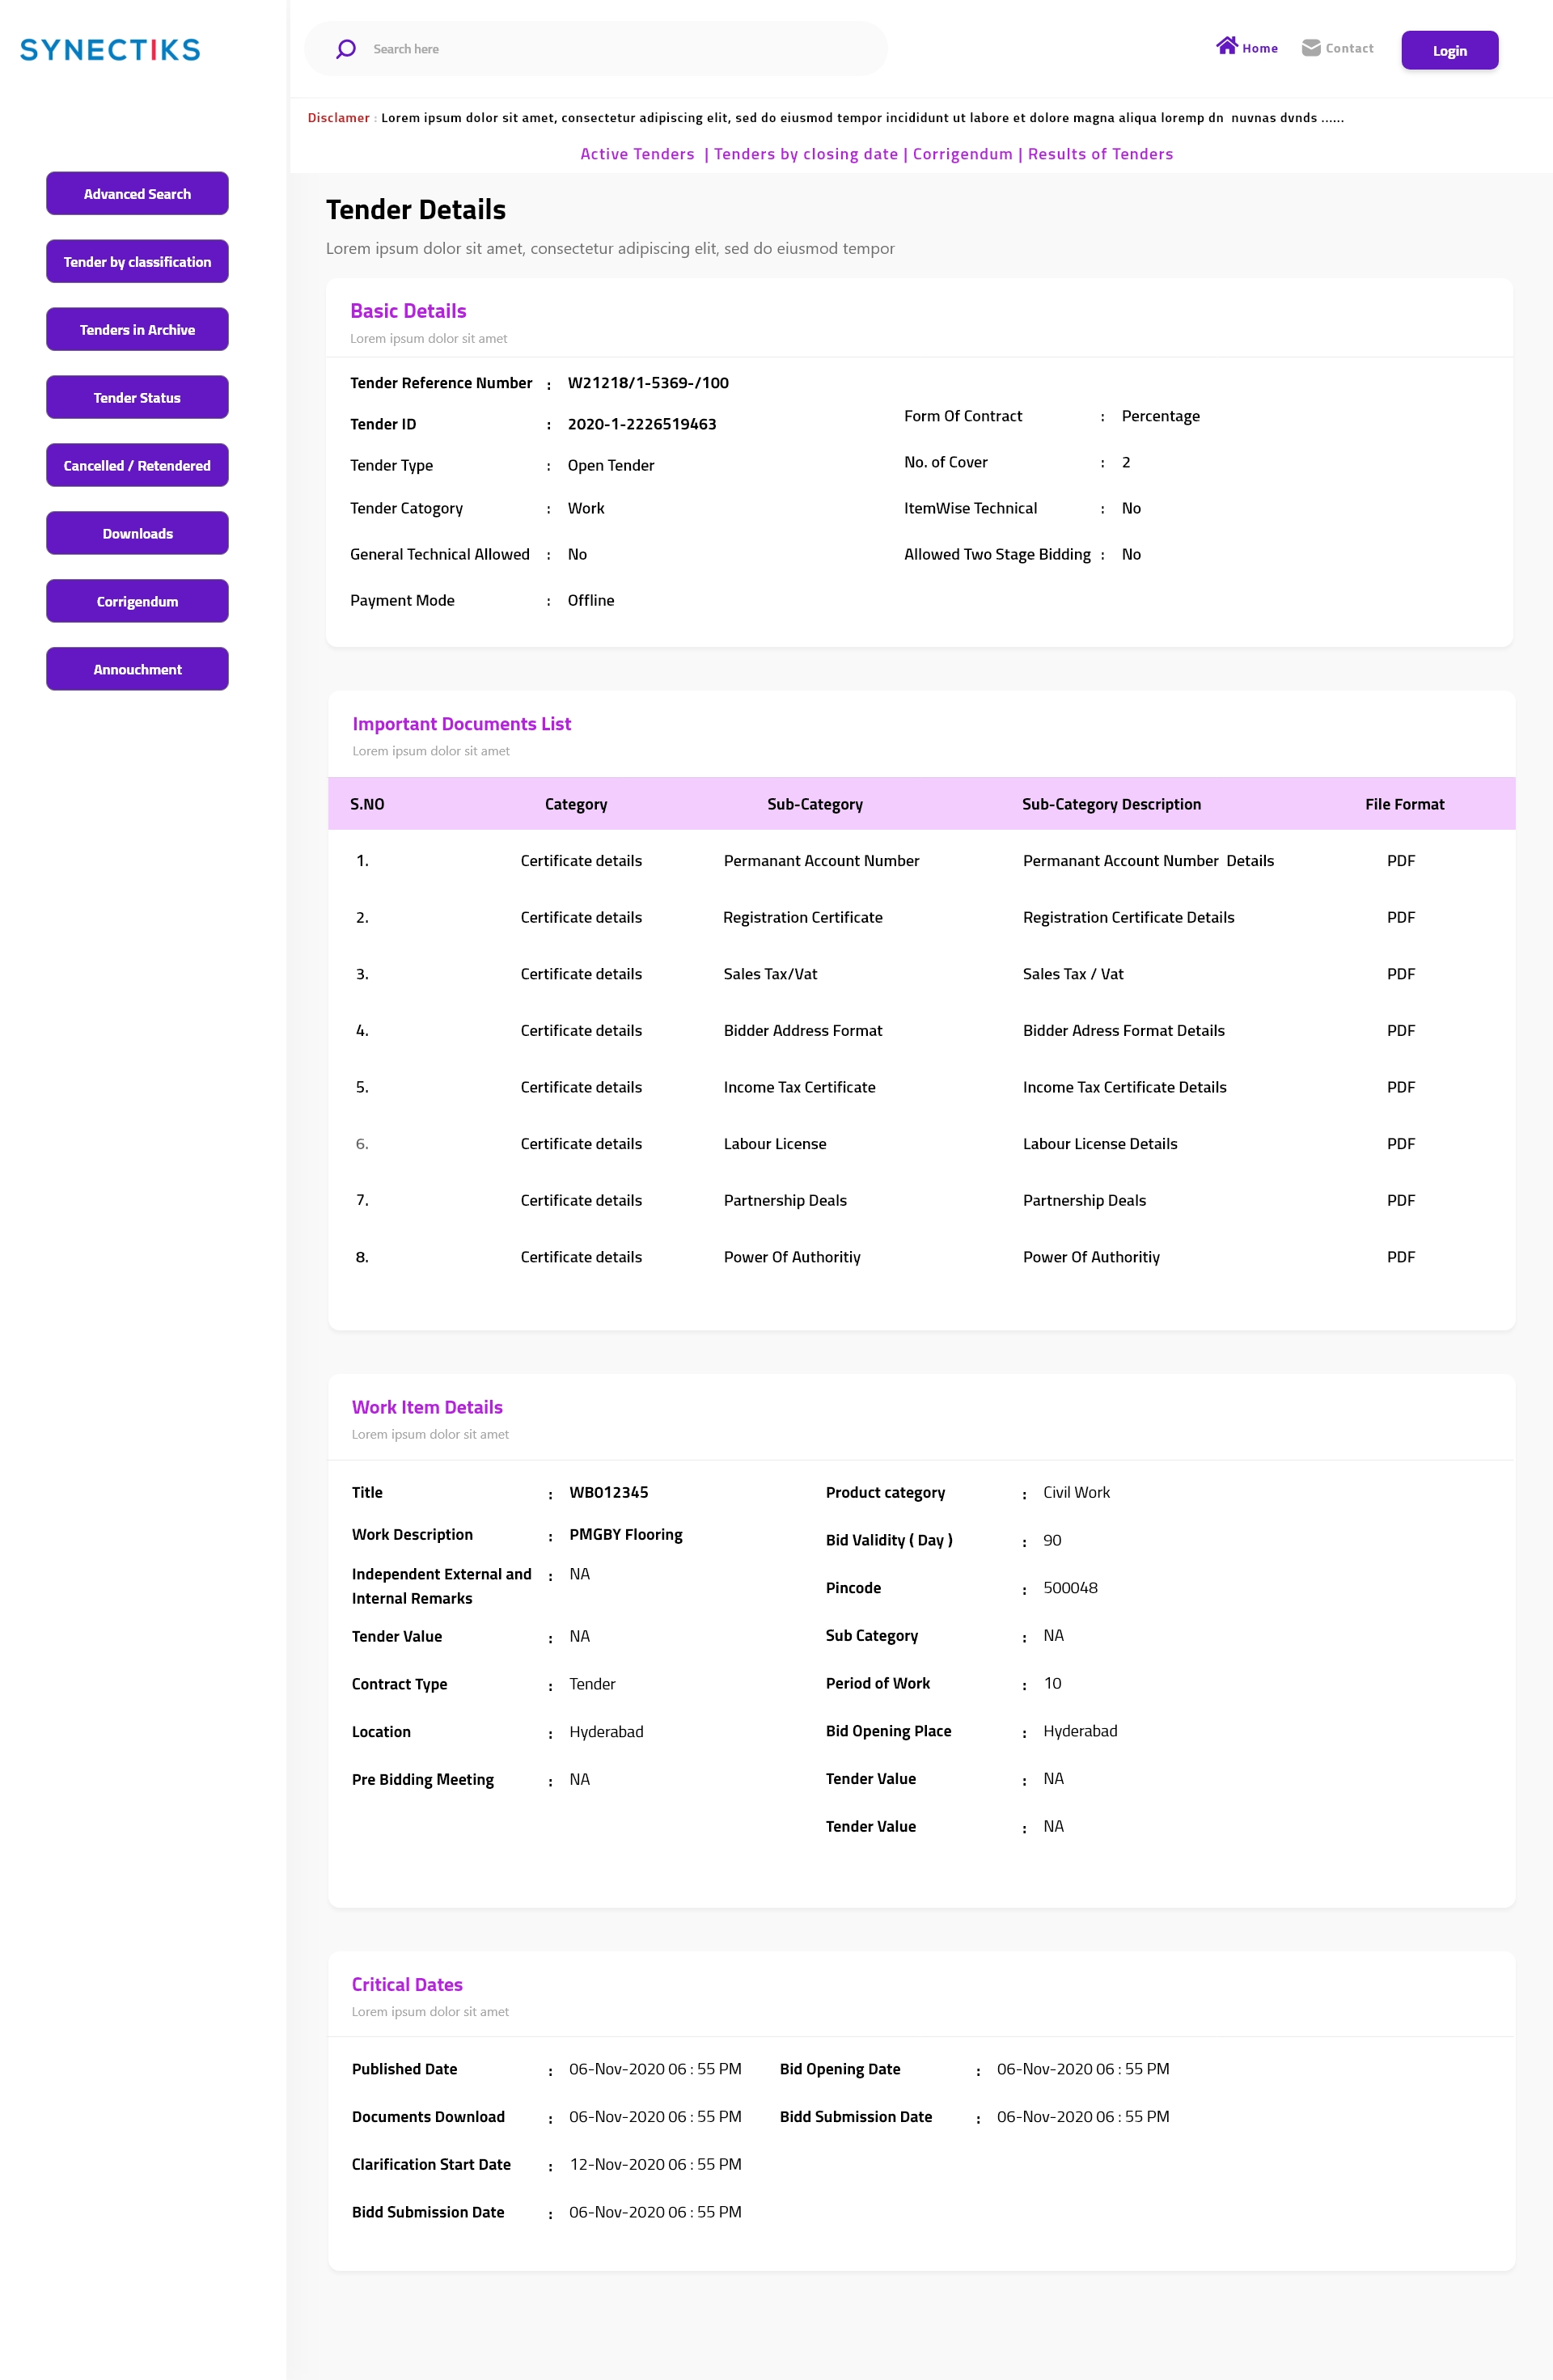 SYNECTIKS
Search here
Home
Contact
Login
Disclamer : Lorem ipsum dolor sit amet, consectetur adipiscing elit, sed do eiusmod tempor incididunt ut labore et dolore magna aliqua loremp dn nuvnas dvnds ......
Active Tenders | Tenders by closing date | Corrigendum | Results of Tenders
Advanced Search
Tender by classification
Tenders in Archive
Tender Status
Cancelled / Retendered
Downloads
Corrigendum
Annouchment
Tender Details
Lorem ipsum dolor sit amet, consectetur adipiscing elit, sed do eiusmod tempor
Basic Details
Lorem ipsum dolor sit amet
Tender Reference Number : W21218/1-5369-/100
Tender ID : 2020-1-2226519463
Tender Type : Open Tender
Tender Catogory : Work
General Technical Allowed : No
Payment Mode : Offline
Form Of Contract : Percentage
No. of Cover : 2
ItemWise Technical : No
Allowed Two Stage Bidding : No
Important Documents List
Lorem ipsum dolor sit amet
S.NO Category Sub-Category Sub-Category Description File Format
1. Certificate details Permanant Account Number Permanant Account Number Details PDF
2. Certificate details Registration Certificate Registration Certificate Details PDF
3. Certificate details Sales Tax/Vat Sales Tax / Vat PDF
4. Certificate details Bidder Address Format Bidder Adress Format Details PDF
5. Certificate details Income Tax Certificate Income Tax Certificate Details PDF
6. Certificate details Labour License Labour License Details PDF
7. Certificate details Partnership Deals Partnership Deals PDF
8. Certificate details Power Of Authoritiy Power Of Authoritiy PDF
Work Item Details
Lorem ipsum dolor sit amet
Title : WB012345
Work Description : PMGBY Flooring
Independent External and : NA
Internal Remarks
Tender Value : NA
Contract Type : Tender
Location : Hyderabad
Pre Bidding Meeting : NA
Product category : Civil Work
Bid Validity ( Day ) : 90
Pincode : 500048
Sub Category : NA
Period of Work : 10
Bid Opening Place : Hyderabad
Tender Value : NA
Tender Value : NA
Critical Dates
Lorem ipsum dolor sit amet
Published Date : 06-Nov-2020 06 : 55 PM
Documents Download : 06-Nov-2020 06 : 55 PM
Clarification Start Date : 12-Nov-2020 06 : 55 PM
Bidd Submission Date : 06-Nov-2020 06 : 55 PM
Bid Opening Date : 06-Nov-2020 06 : 55 PM
Bidd Submission Date : 06-Nov-2020 06 : 55 PM